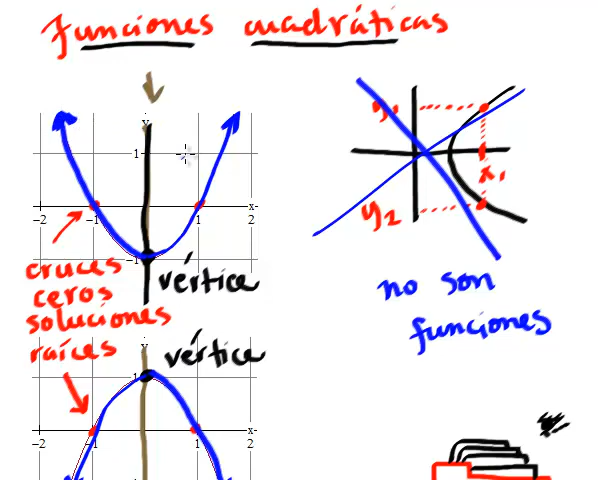 funciones cuadráticas
y
1
-2
-1
1
2
x
-1
vértice
cruces
ceros
soluciones
raíces
y₁
x₁
y₂
no son
funciones
y
vértice
1
-2
-1
1
2
x